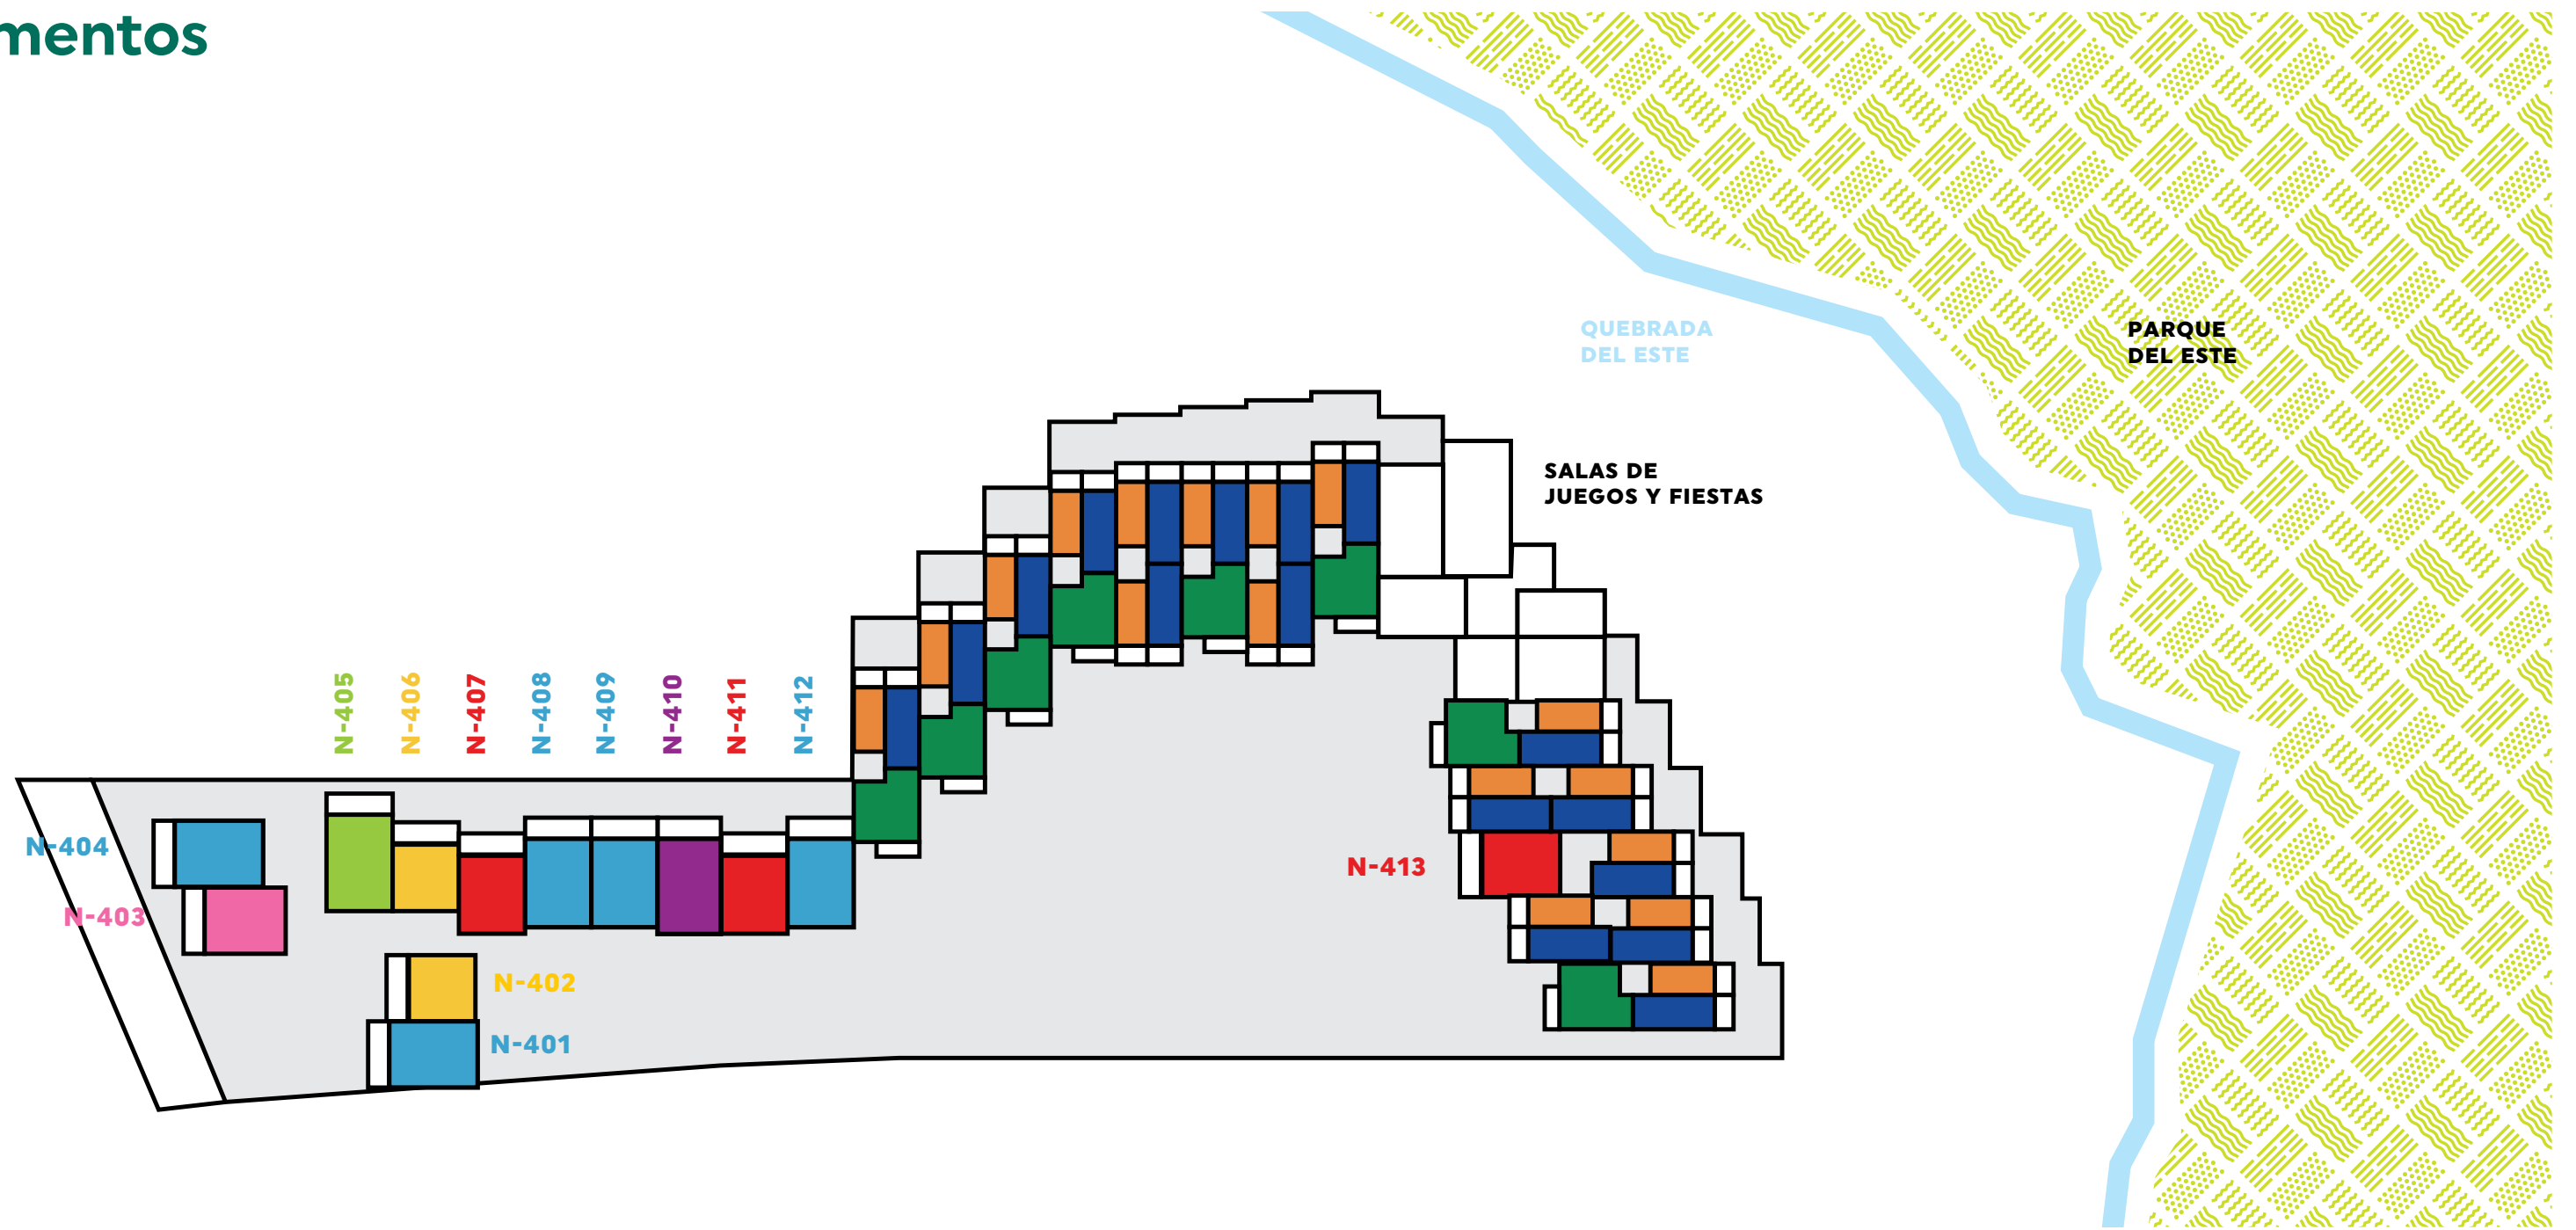 mentos
QUEBRADA
DEL ESTE
PARQUE
DEL ESTE
SALAS DE
JUEGOS Y FIESTAS
N-405
N-406
N-407
N-408
N-409
N-410
N-411
N-412
N-404
N-413
N-403
N-402
N-401